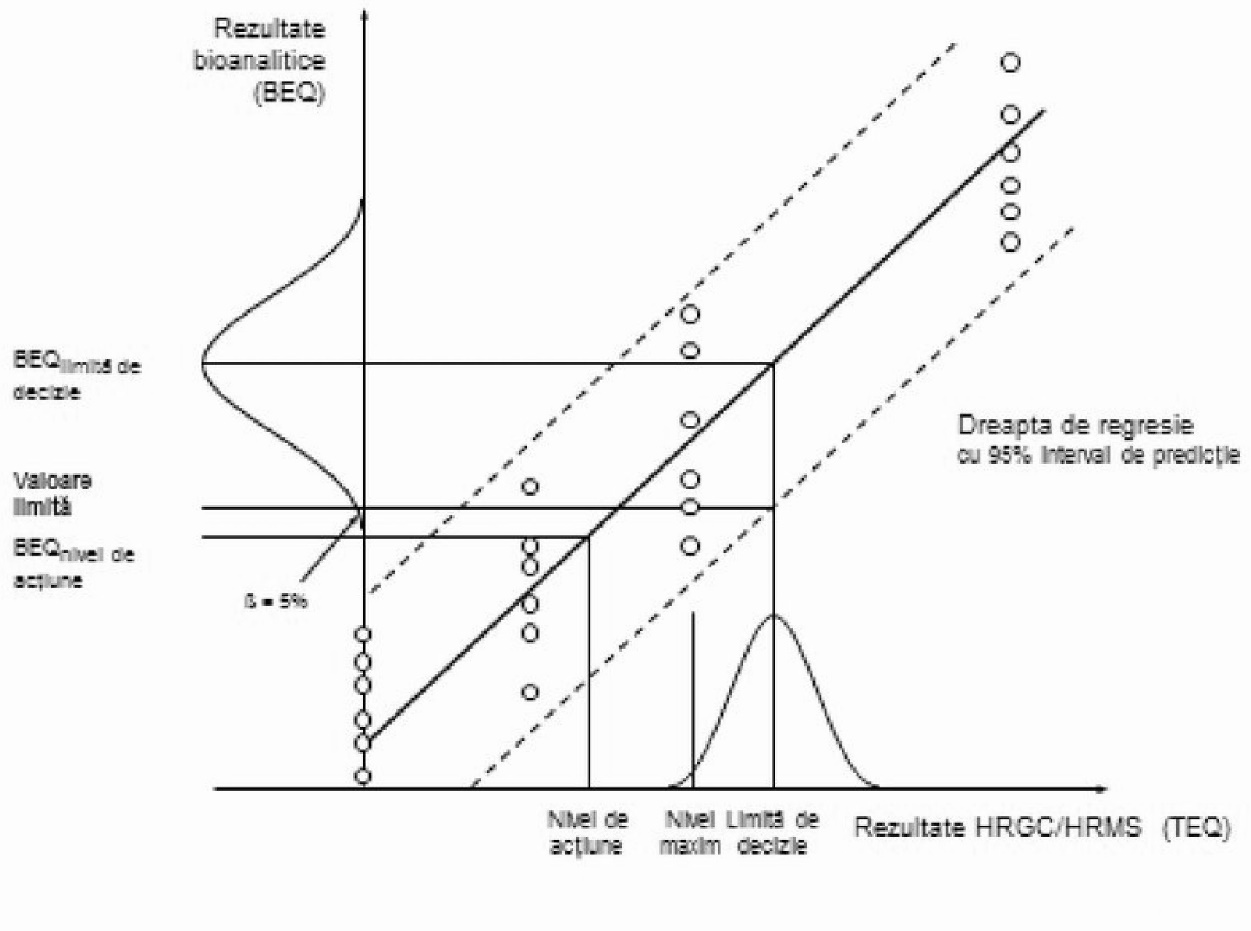 Rezultate
bioanalitice
(BEQ)
BEQlimită de
decizie
Valoare
limită
BEQnivel de
acțiune
ß = 5%
Dreapta de regresie
cu 95% interval de predicție
Nivel de
acțiune
Nivel
maxim
Limită de
decizie
Rezultate HRGC/HRMS (TEQ)